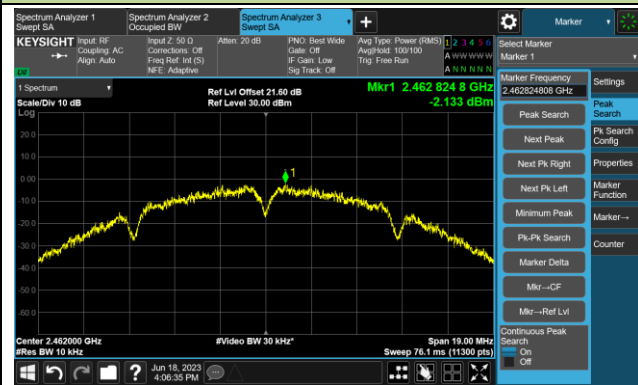 Spectrum Analyzer 1
Swept SA
Spectrum Analyzer 2
Occupied BW
Spectrum Analyzer 3
Swept SA
Marker
KEYSIGHT
Input: RF
Coupling: AC
Align: Auto
Input Z: 50 Ω
Corrections: Off
Freq Ref: Int (S)
NFE: Adaptive
Atten: 20 dB
PNO: Best Wide
Gate: Off
IF Gain: Low
Sig Track: Off
Avg Type: Power (RMS)
Avg|Hold: 100/100
Trig: Free Run
1 2 3 4 5 6
A W W W W W
A N N N N N
Select Marker
Marker 1
Marker Frequency
2.462824808 GHz
Settings
Peak Search
Peak
Search
Next Peak
Pk Search
Config
Next Pk Right
Properties
Next Pk Left
Marker
Function
Minimum Peak
Marker→
Pk-Pk Search
Counter
Marker Delta
Mkr→CF
Mkr→Ref Lvl
Continuous Peak
Search
On
Off
1 Spectrum
Scale/Div 10 dB
Log
Ref Lvl Offset 21.60 dB
Ref Level 30.00 dBm
Mkr1 2.462 824 8 GHz
-2.133 dBm
20.0
10.0
0.00
-10.0
-20.0
-30.0
-40.0
-50.0
-60.0
1
Center 2.462000 GHz
#Res BW 10 kHz
#Video BW 30 kHz*
Span 19.00 MHz
Sweep 76.1 ms (11300 pts)
Jun 18, 2023
4:06:35 PM